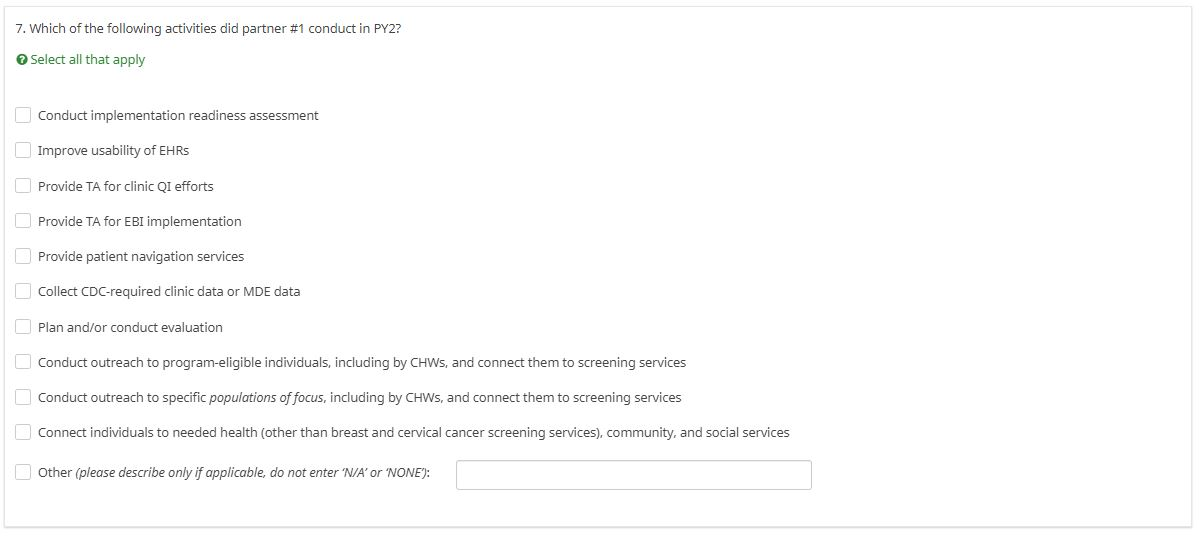 7. Which of the following activities did partner #1 conduct in PY2?
Select all that apply
Conduct implementation readiness assessment
Improve usability of EHRs
Provide TA for clinic QI efforts
Provide TA for EBI implementation
Provide patient navigation services
Collect CDC-required clinic data or MDE data
Plan and/or conduct evaluation
Conduct outreach to program-eligible individuals, including by CHWs, and connect them to screening services
Conduct outreach to specific populations of focus, including by CHWs, and connect them to screening services
Connect individuals to needed health (other than breast and cervical cancer screening services), community, and social services
Other (please describe only if applicable, do not enter ‘N/A’ or ‘NONE’):